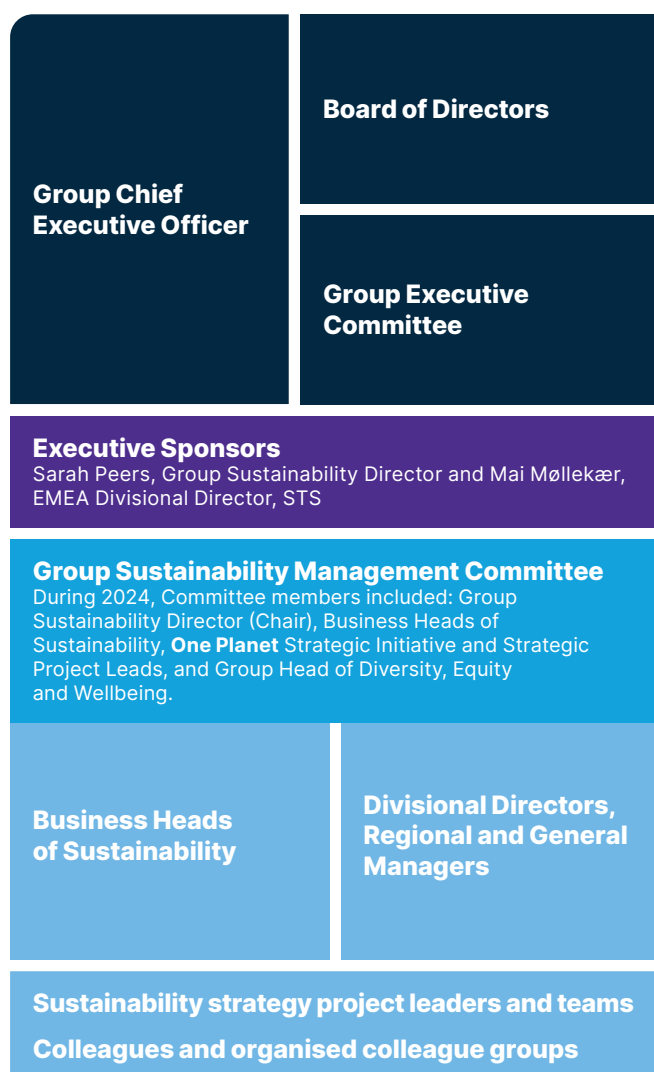 Group Chief
Executive Officer
Board of Directors
Group Executive
Committee
Executive Sponsors
Sarah Peers, Group Sustainability Director and Mai Møllekær,
EMEA Divisional Director, STS
Group Sustainability Management Committee
During 2024, Committee members included: Group
Sustainability Director (Chair), Business Heads of
Sustainability, One Planet Strategic Initiative and Strategic
Project Leads, and Group Head of Diversity, Equity
and Wellbeing.
Business Heads
of Sustainability
Divisional Directors,
Regional and General
Managers
Sustainability strategy project leaders and teams
Colleagues and organised colleague groups